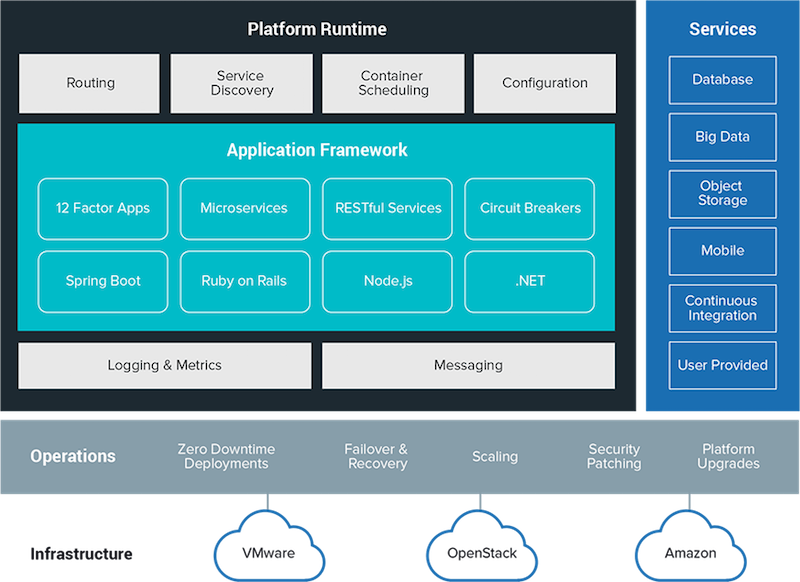 Platform Runtime
Services
Routing
Service
Discovery
Container
Scheduling
Configuration
Application Framework
12 Factor Apps
Microservices
RESTful Services
Circuit Breakers
Spring Boot
Ruby on Rails
Node.js
.NET
Logging & Metrics
Messaging
Database
Big Data
Object
Storage
Mobile
Continuous
Integration
User Provided
Operations
Zero Downtime
Deployments
Failover &
Recovery
Scaling
Security
Patching
Platform
Upgrades
Infrastructure
VMware
OpenStack
Amazon